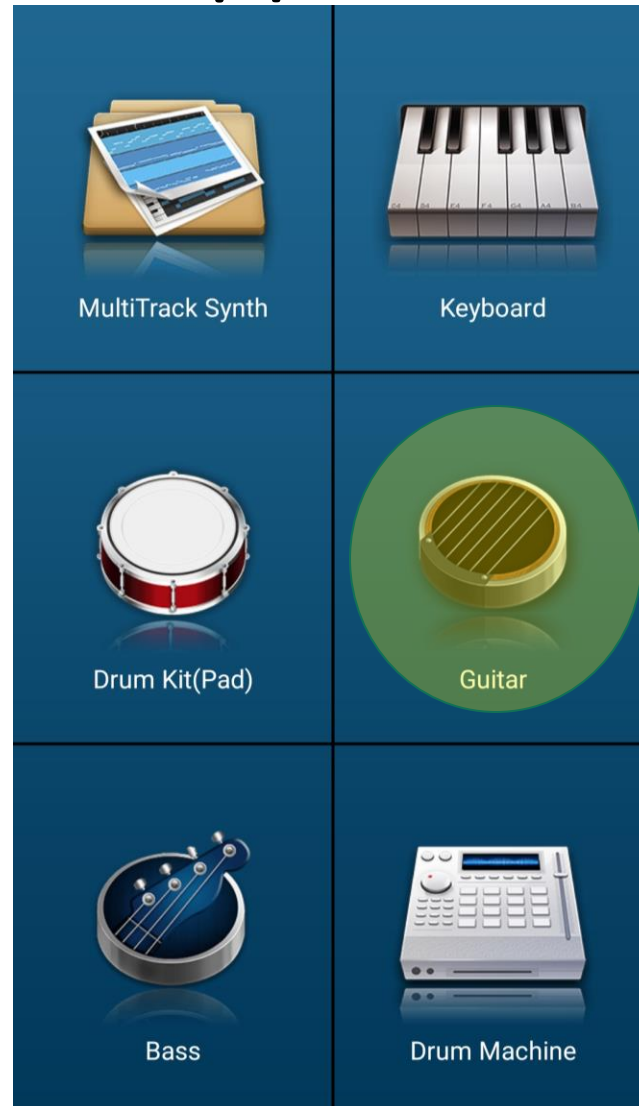 MultiTrack Synth
Keyboard
Drum Kit(Pad)
Guitar
Bass
Drum Machine